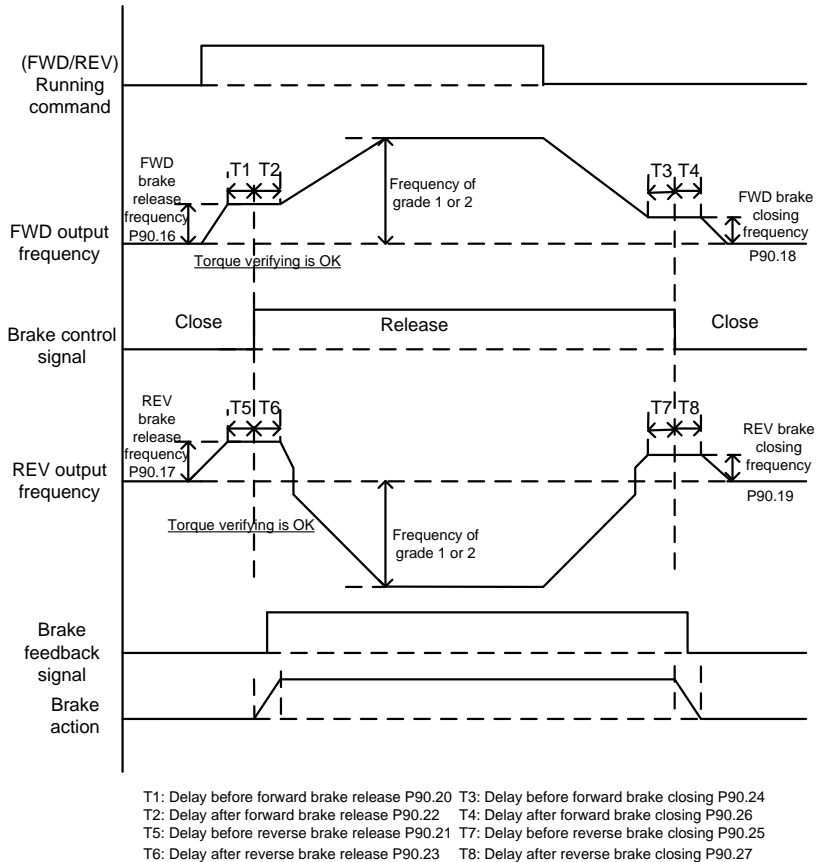 (FWD/REV)
Running
command
FWD
brake
release
frequency
P90.16
T1 T2
Frequency of
grade 1 or 2
T3 T4
FWD brake
closing
frequency
P90.18
FWD output
frequency
Torque verifying is OK
Brake control
signal
Close
Release
Close
REV
brake
release
frequency
P90.17
T5 T6
T7 T8
REV brake
closing
frequency
P90.19
REV output
frequency
Torque verifying is OK
Frequency of
grade 1 or 2
Brake
feedback
signal
Brake
action
T1: Delay before forward brake release P90.20 T3: Delay before forward brake closing P90.24
T2: Delay after forward brake release P90.22 T4: Delay after forward brake closing P90.26
T5: Delay before reverse brake release P90.21 T7: Delay before reverse brake closing P90.25
T6: Delay after reverse brake release P90.23 T8: Delay after reverse brake closing P90.27